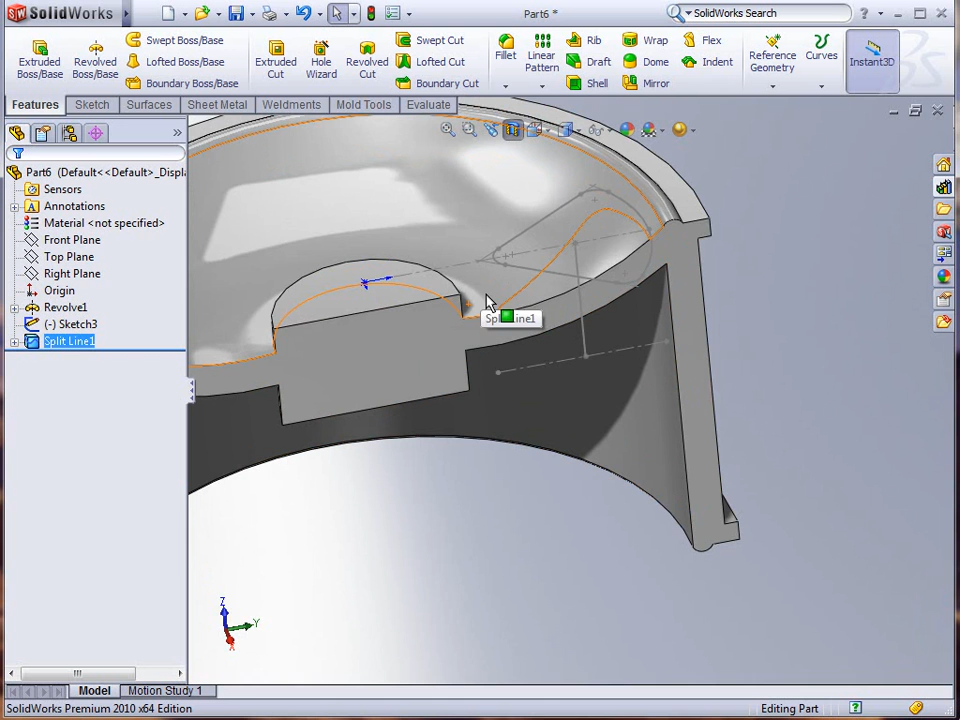 SolidWorks
Part6 *
SolidWorks Search
Extruded Boss/Base
Revolved Boss/Base
Swept Boss/Base
Lofted Boss/Base
Boundary Boss/Base
Extruded Cut
Hole Wizard
Revolved Cut
Swept Cut
Lofted Cut
Boundary Cut
Fillet
Linear Pattern
Rib
Draft
Shell
Wrap
Dome
Mirror
Flex
Indent
Reference Geometry
Curves
Instant3D
Features
Sketch
Surfaces
Sheet Metal
Weldments
Mold Tools
Evaluate
Part6 (Default<<Default>_Displa
Sensors
Annotations
Material <not specified>
Front Plane
Top Plane
Right Plane
Origin
Revolve1
(-) Sketch3
Split Line1
Z
Y
X
Model
Motion Study 1
SolidWorks Premium 2010 x64 Edition
Editing Part